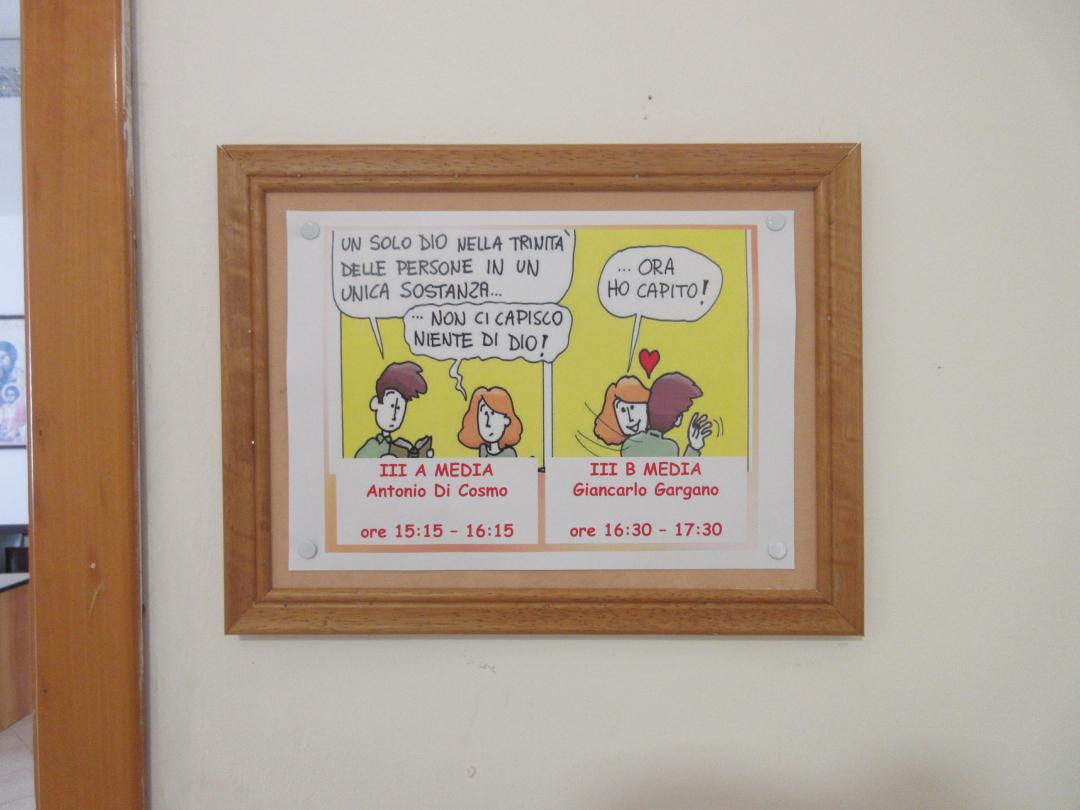 UN SOLO DIO NELLA TRINITÀ
DELLE PERSONE IN UN
UNICA SOSTANZA...
... NON CI CAPISCO
NIENTE DI DIO!
... ORA
HO CAPITO!
III A MEDIA
Antonio Di Cosmo
ore 15:15 - 16:15
III B MEDIA
Giancarlo Gargano
ore 16:30 - 17:30